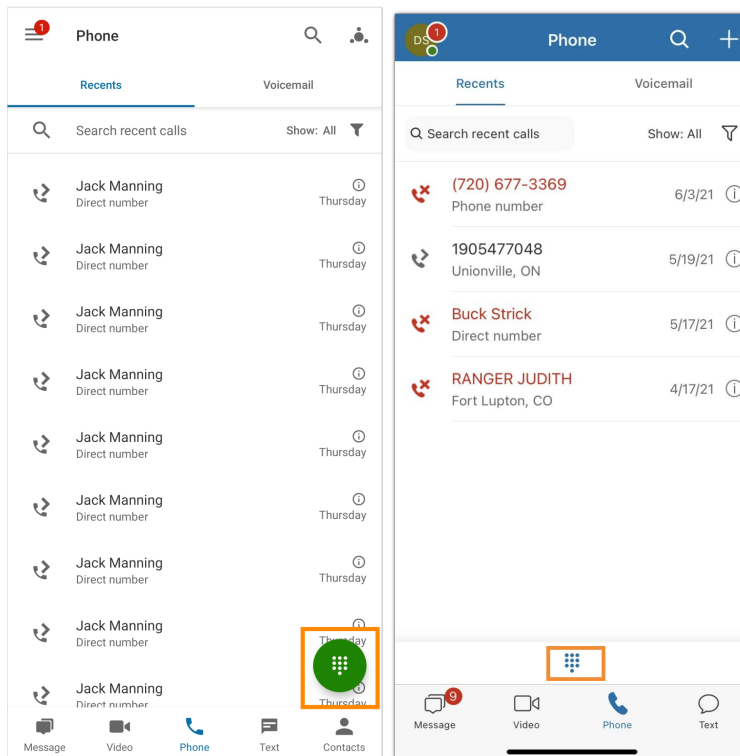 1
Phone
Recents
Voicemail
Search recent calls
Show: All
Jack Manning
Direct number
Thursday
Jack Manning
Direct number
Thursday
Jack Manning
Direct number
Thursday
Jack Manning
Direct number
Thursday
Jack Manning
Direct number
Thursday
Jack Manning
Direct number
Thursday
Jack Manning
Direct number
Thursday
Jack Manning
Direct number
Thursday
Jack Manning
Direct number
Thursday
Message
Video
Phone
Text
Contacts
DS
1
Phone
Recents
Voicemail
Search recent calls
Show: All
(720) 677-3369
Phone number
6/3/21
1905477048
Unionville, ON
5/19/21
Buck Strick
Direct number
5/17/21
RANGER JUDITH
Fort Lupton, CO
4/17/21
9
Message
Video
Phone
Text